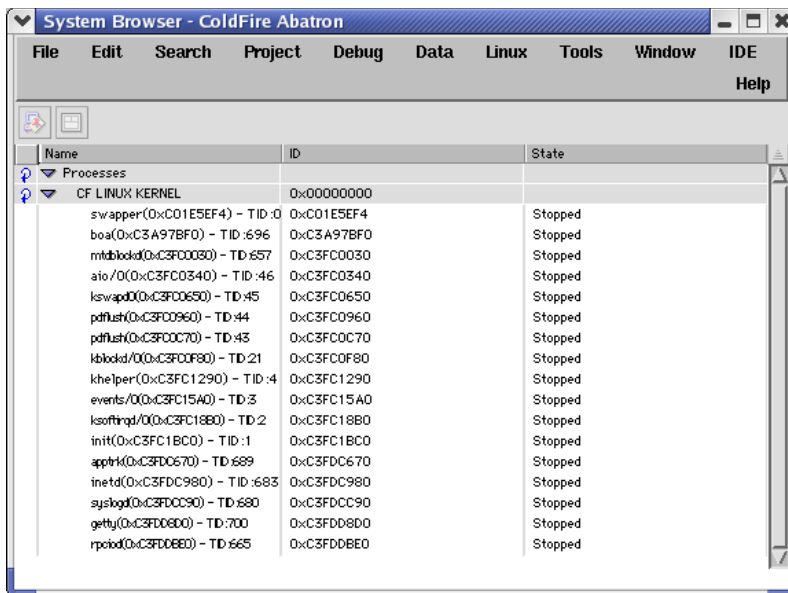 System Browser - ColdFire Abatron
File Edit Search Project Debug Data Linux Tools Window IDE
Help
Name ID State
Processes
CF LINUX KERNEL 0x00000000
swapper(0xC01E5EF4) - TID:0 0xC01E5EF4 Stopped
boa(0xC3A97BF0) - TID:696 0xC3A97BF0 Stopped
mtdblockd(0xC3FC0030) - TID:657 0xC3FC0030 Stopped
aio/0(0xC3FC0340) - TID:46 0xC3FC0340 Stopped
kswapd0(0xC3FC0650) - TID:45 0xC3FC0650 Stopped
pdflush(0xC3FC0960) - TID:44 0xC3FC0960 Stopped
pdflush(0xC3FC0C70) - TID:43 0xC3FC0C70 Stopped
kblockd/0(0xC3FC0F80) - TID:21 0xC3FC0F80 Stopped
khelper(0xC3FC1290) - TID:4 0xC3FC1290 Stopped
events/0(0xC3FC15A0) - TID:3 0xC3FC15A0 Stopped
ksoftirqd/0(0xC3FC18B0) - TID:2 0xC3FC18B0 Stopped
init(0xC3FC1BC0) - TID:1 0xC3FC1BC0 Stopped
apptrk(0xC3FDC670) - TID:689 0xC3FDC670 Stopped
inetd(0xC3FDC980) - TID:683 0xC3FDC980 Stopped
syslogd(0xC3FDCC90) - TID:680 0xC3FDCC90 Stopped
getty(0xC3FDD8D0) - TID:700 0xC3FDD8D0 Stopped
rpciod(0xC3FDDBE0) - TID:665 0xC3FDDBE0 Stopped